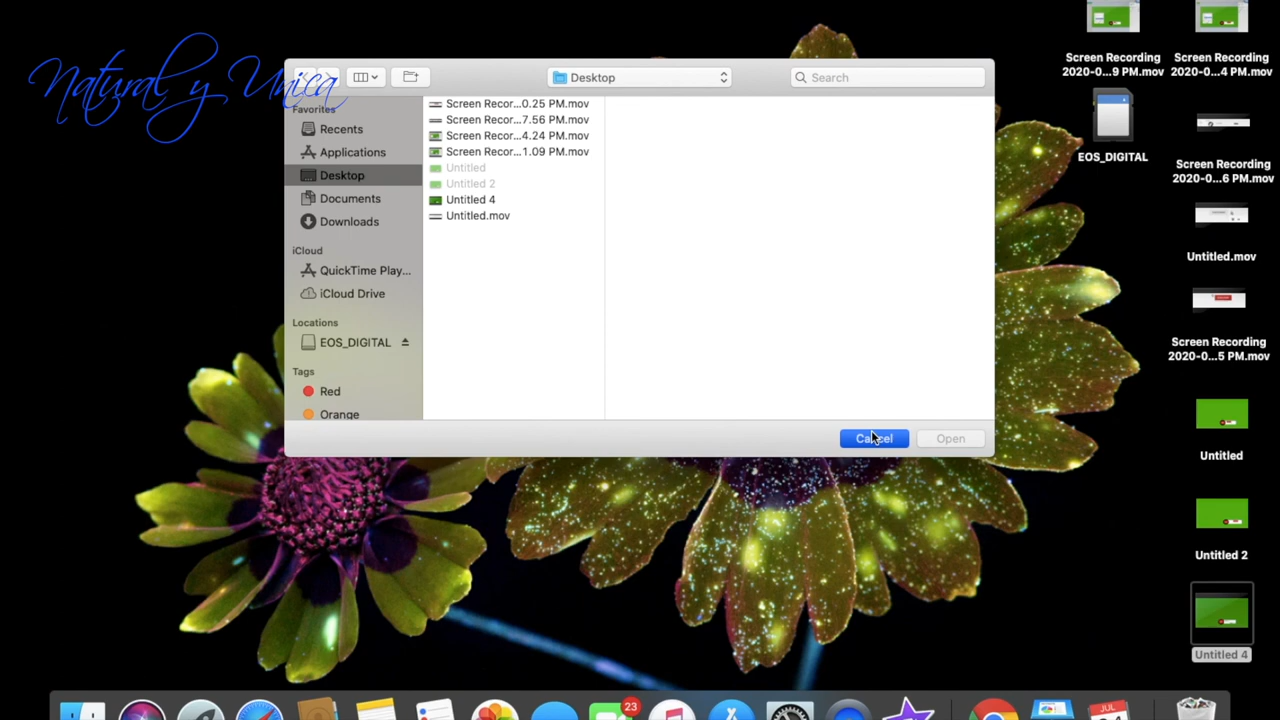 Natural y Unica
Desktop
Search
Favorites
Recents
Applications
Desktop
Documents
Downloads
iCloud
QuickTime Play...
iCloud Drive
Locations
EOS_DIGITAL
Tags
Red
Orange
Screen Recor...0.25 PM.mov
Screen Recor...7.56 PM.mov
Screen Recor...4.24 PM.mov
Screen Recor...1.09 PM.mov
Untitled
Untitled 2
Untitled 4
Untitled.mov
Cancel
Open
Screen Recording
2020-0...9 PM.mov
Screen Recording
2020-0...4 PM.mov
EOS_DIGITAL
Screen Recording
2020-0...6 PM.mov
Untitled.mov
Screen Recording
2020-0...5 PM.mov
Untitled
Untitled 2
Untitled 4
23
JUL